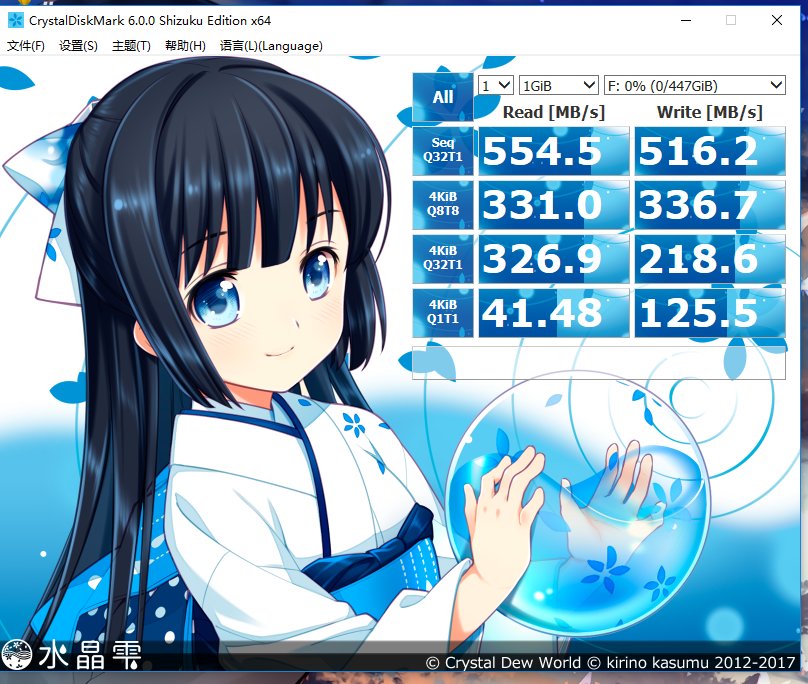 CrystalDiskMark 6.0.0 Shizuku Edition x64
文件(F) 设置(S) 主题(T) 帮助(H) 语言(L)(Language)
All 1 1GiB F: 0% (0/447GiB)
Read [MB/s] Write [MB/s]
Seq Q32T1 554.5 516.2
4KiB Q8T8 331.0 336.7
4KiB Q32T1 326.9 218.6
4KiB Q1T1 41.48 125.5
水晶雫
© Crystal Dew World © kirino kasumu 2012-2017